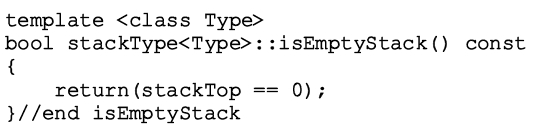 template <class Type>
bool stackType<Type>::isEmptyStack() const
{
    return(stackTop == 0);
}//end isEmptyStack